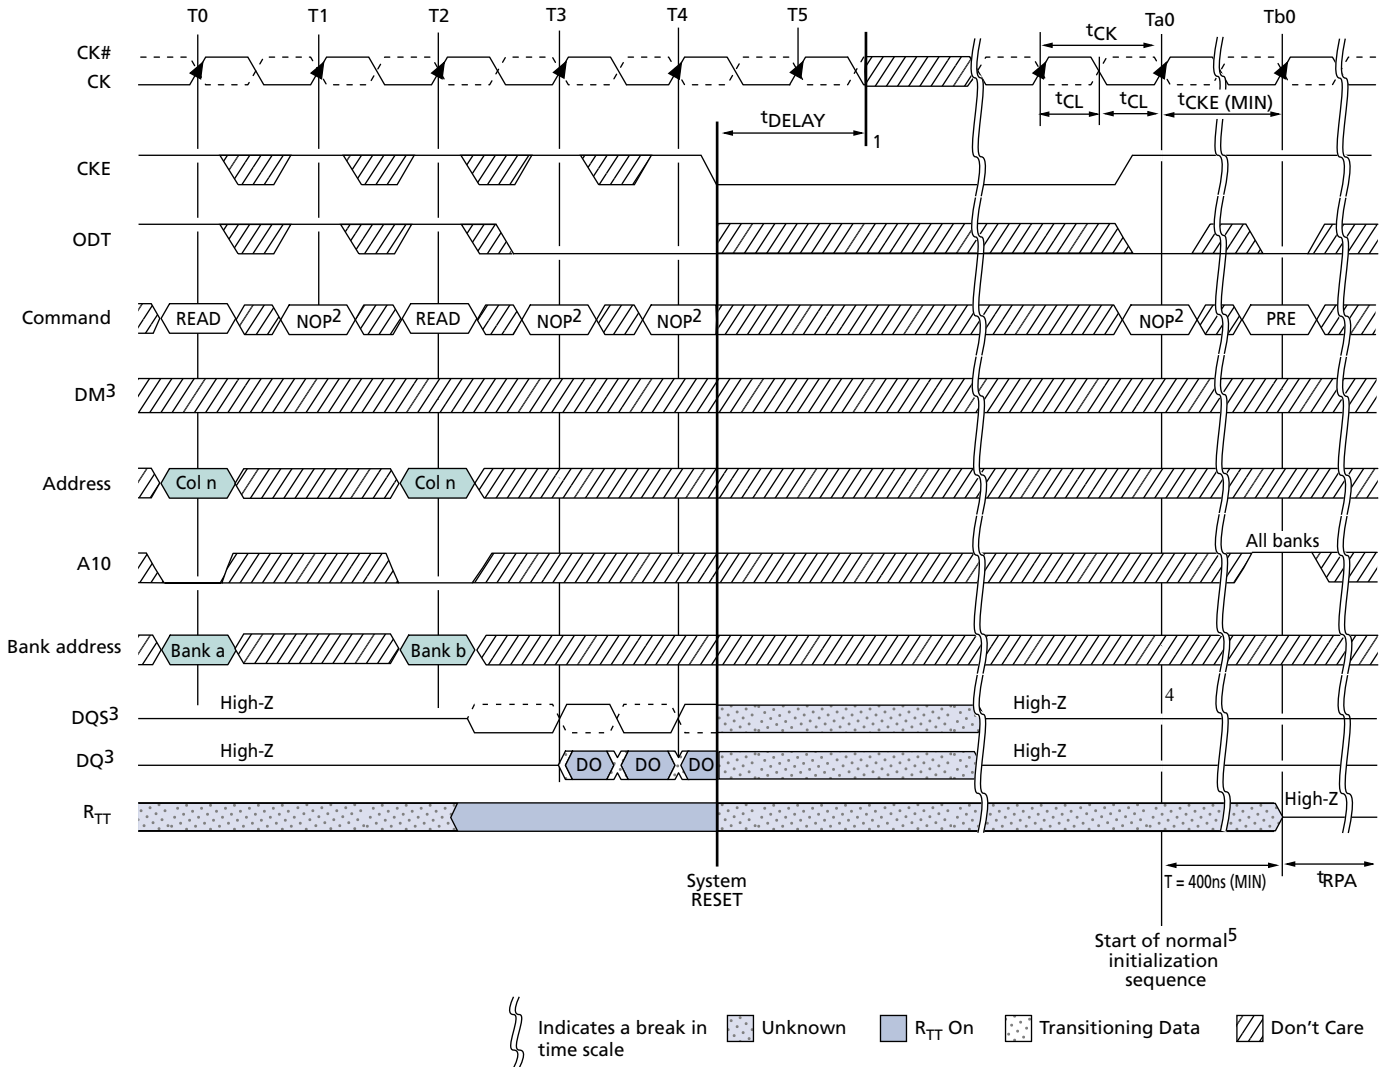 T0 T1 T2 T3 T4 T5 Ta0 Tb0
CK#
CK
tCK
tCL tCL tCKE (MIN)
tDELAY
1
CKE
ODT
Command READ NOP2 READ NOP2 NOP2 NOP2 PRE
DM3
Address Col n Col n
A10 All banks
Bank address Bank a Bank b
DQS3 High-Z High-Z 4
DQ3 High-Z DO DO DO High-Z
RTT High-Z
System
RESET
T = 400ns (MIN) tRPA
Start of normal5
initialization
sequence
Indicates a break in
time scale
Unknown RTT On Transitioning Data Don't Care